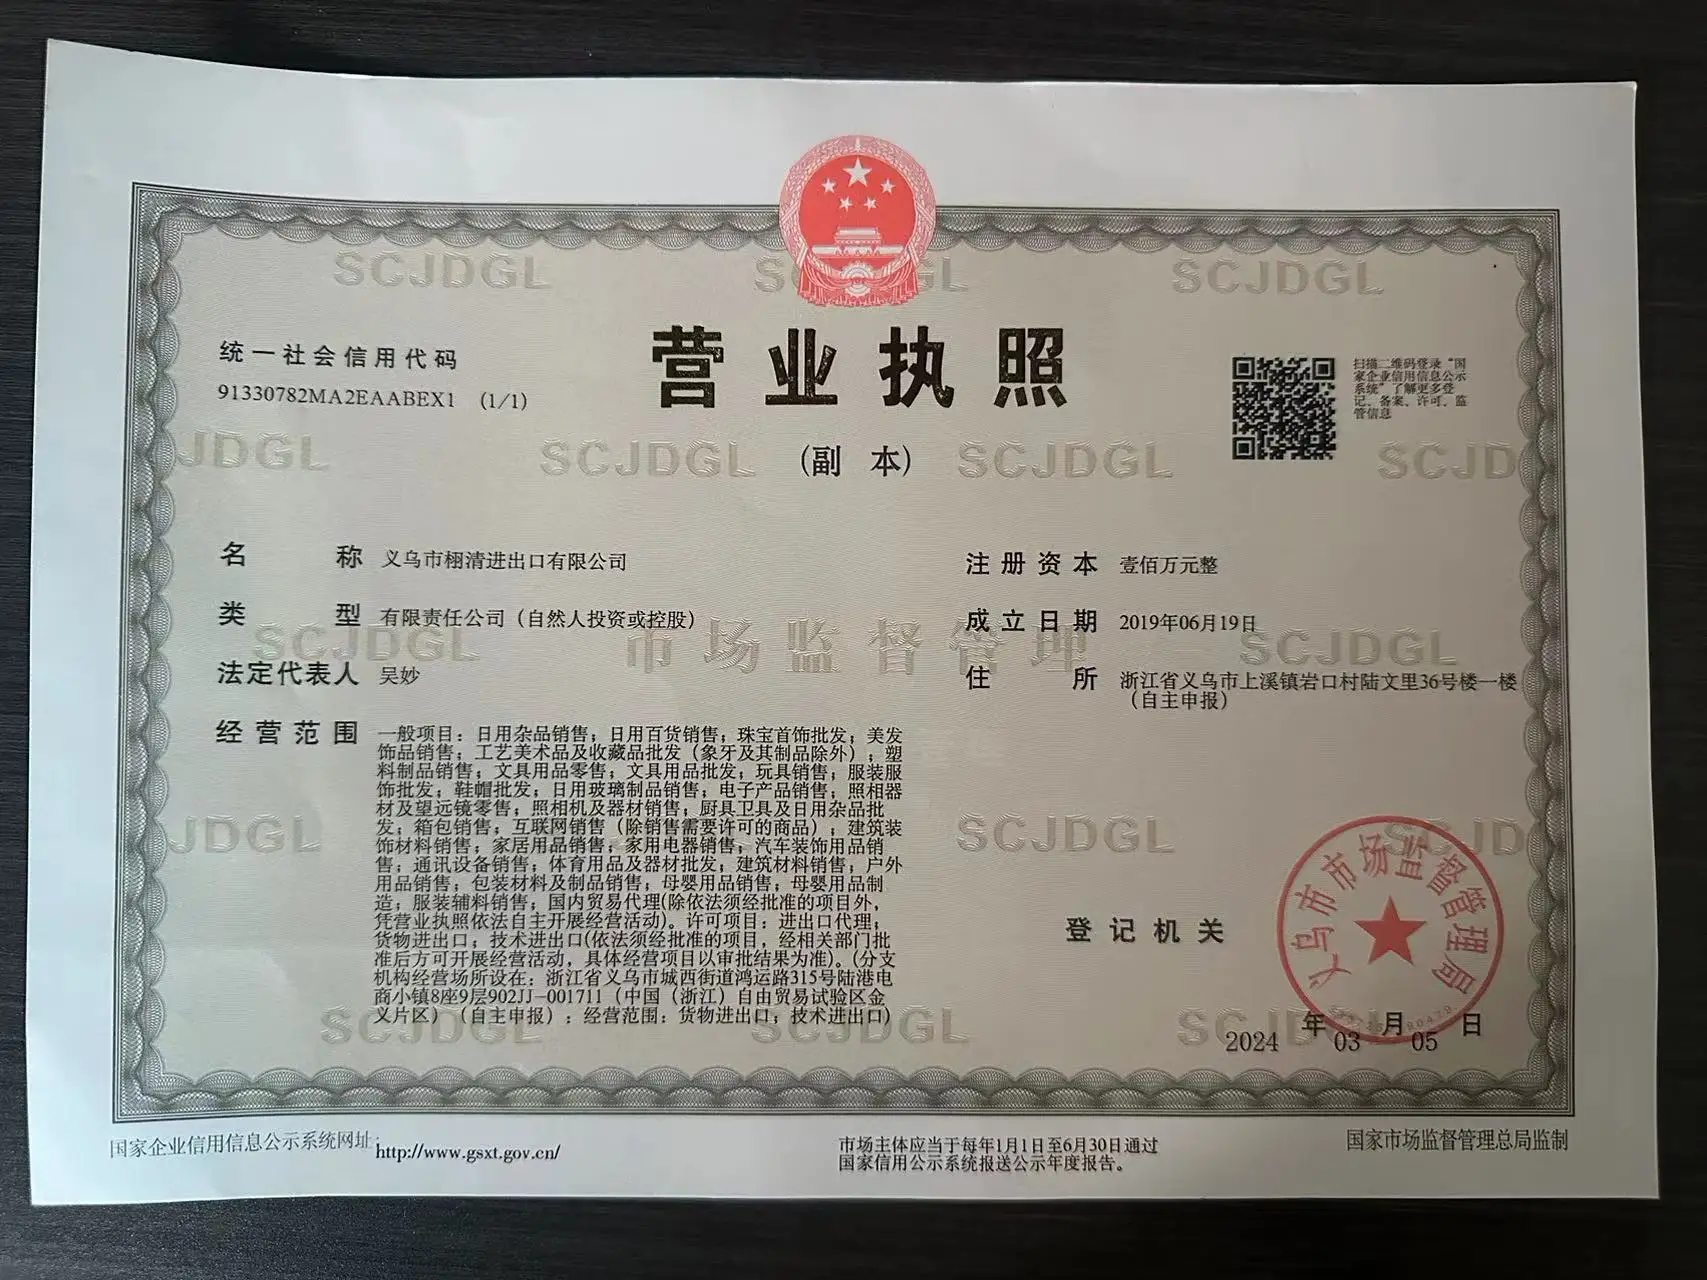 营业执照
（副本）
统一社会信用代码
91330782MA2EAABEX1 (1/1)
扫描二维码登录“国
家企业信用信息公示
系统”了解更多登
记、备案、许可、监
管信息
名称 义乌市栩清进出口有限公司
类型 有限责任公司（自然人投资或控股）
法定代表人 吴妙
经营范围 一般项目：日用杂品销售；日用百货销售；珠宝首饰批发；美发
饰品销售；工艺美术品及收藏品批发（象牙及其制品除外）；塑
料制品销售；文具用品零售；文具用品批发；玩具销售；服装服
饰批发；鞋帽批发；日用玻璃制品销售；电子产品销售；照相器
材及望远镜零售；照相机及器材销售；厨具卫具及日用杂品批
发；箱包销售；互联网销售（除销售需要许可的商品）；建筑装
饰材料销售；家居用品销售；家用电器销售；汽车装饰用品销
售；通讯设备销售；体育用品及器材批发；建筑材料销售；户外
用品销售；包装材料及制品销售；母婴用品销售；母婴用品制
造；服装辅料销售；国内贸易代理(除依法须经批准的项目外，
凭营业执照依法自主开展经营活动)。许可项目：进出口代理；
货物进出口；技术进出口(依法须经批准的项目，经相关部门批
准后方可开展经营活动，具体经营项目以审批结果为准)。(分支
机构经营场所设在：浙江省义乌市城西街道鸿运路315号陆港电
商小镇8座9层902JJ-001711（中国（浙江）自由贸易试验区金
义片区）（自主申报）；经营范围：货物进出口；技术进出口)
注册资本 壹佰万元整
成立日期 2019年06月19日
住所 浙江省义乌市上溪镇岩口村陆文里36号楼一楼
（自主申报）
登记机关
义乌市市场监督管理局
2024年03月05日
国家企业信用信息公示系统网址：http://www.gsxt.gov.cn/
市场主体应当于每年1月1日至6月30日通过
国家信用公示系统报送公示年度报告。
国家市场监督管理总局监制
SCJDGL
市场监督管理